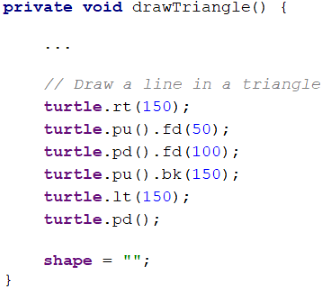 private void drawTriangle() {
...
// Draw a line in a triangle
turtle.rt(150);
turtle.pu().fd(50);
turtle.pd().fd(100);
turtle.pu().bk(150);
turtle.lt(150);
turtle.pd();
shape = "";
}